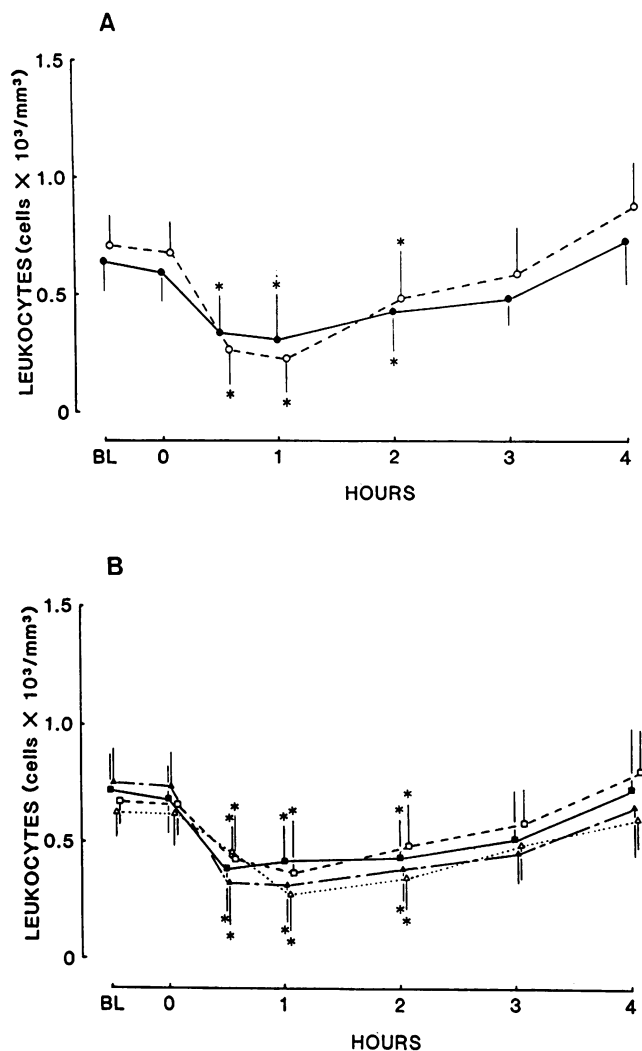 A
LEUKOCYTES (cells X 10³/mm³)
1.5
1.0
0.5
0
* * *
* * *
BL 0 1 2 3 4
HOURS
B
LEUKOCYTES (cells X 10³/mm³)
1.5
1.0
0.5
0
* * * * * *
* * * * * *
BL 0 1 2 3 4
HOURS